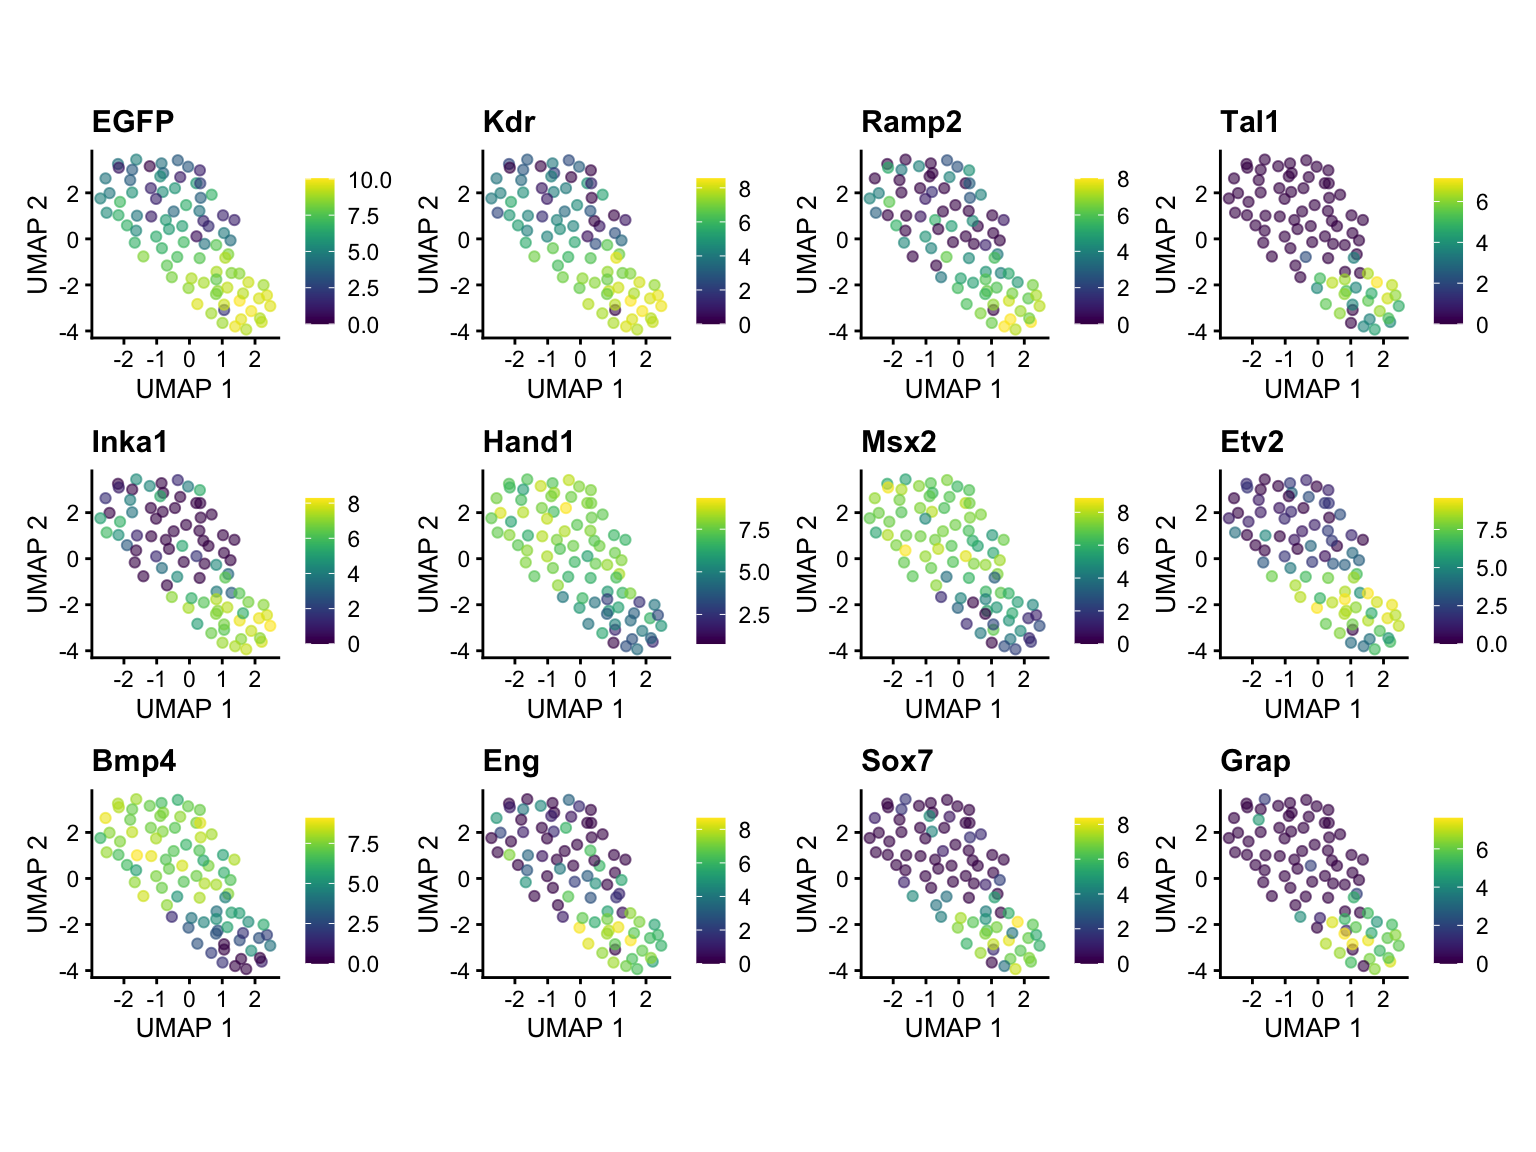 EGFP Kdr Ramp2 Tal1
UMAP 2 2 0 -2 -4 10.0 7.5 5.0 2.5 0.0 UMAP 2 2 0 -2 -4 8 6 4 2 0 UMAP 2 2 0 -2 -4 8 6 4 2 0 UMAP 2 2 0 -2 -4 6 4 2 0
-2 -1 0 1 2 -2 -1 0 1 2 -2 -1 0 1 2 -2 -1 0 1 2
UMAP 1 UMAP 1 UMAP 1 UMAP 1
Inka1 Hand1 Msx2 Etv2
UMAP 2 2 0 -2 -4 8 6 4 2 0 UMAP 2 2 0 -2 -4 7.5 5.0 2.5 UMAP 2 2 0 -2 -4 8 6 4 2 0 UMAP 2 2 0 -2 -4 7.5 5.0 2.5 0.0
-2 -1 0 1 2 -2 -1 0 1 2 -2 -1 0 1 2 -2 -1 0 1 2
UMAP 1 UMAP 1 UMAP 1 UMAP 1
Bmp4 Eng Sox7 Grap
UMAP 2 2 0 -2 -4 7.5 5.0 2.5 0.0 UMAP 2 2 0 -2 -4 8 6 4 2 0 UMAP 2 2 0 -2 -4 8 6 4 2 0 UMAP 2 2 0 -2 -4 6 4 2 0
-2 -1 0 1 2 -2 -1 0 1 2 -2 -1 0 1 2 -2 -1 0 1 2
UMAP 1 UMAP 1 UMAP 1 UMAP 1